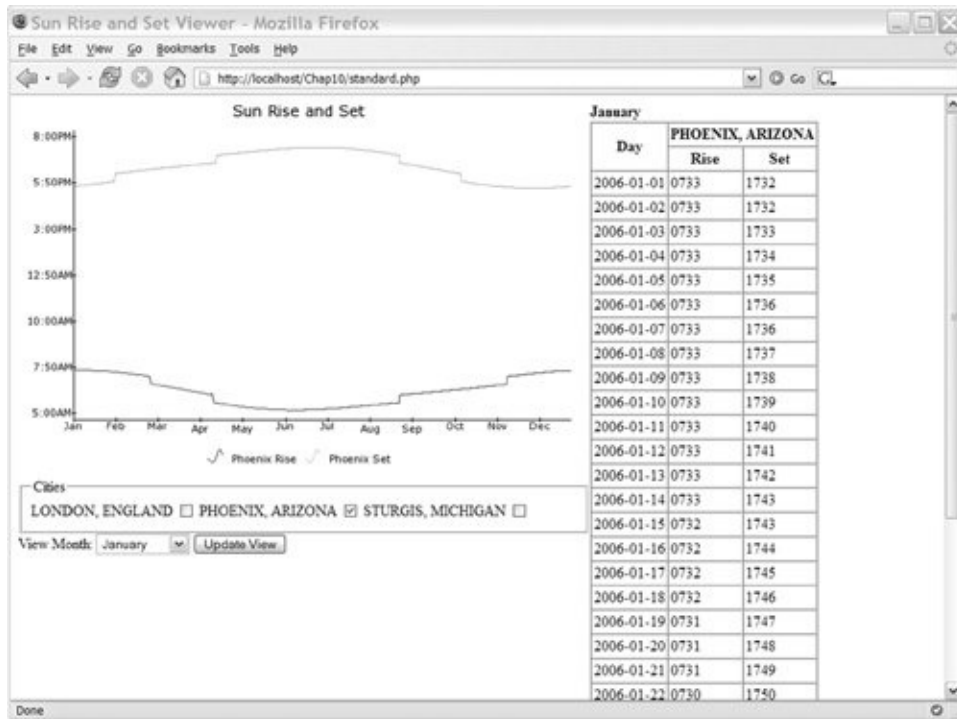 Sun Rise and Set Viewer - Mozilla Firefox
File Edit View Go Bookmarks Tools Help
http://localhost/Chap10/standard.php
Go
Sun Rise and Set
8:00PM
5:50PM
3:00PM
12:50AM
10:00AM
7:50AM
5:00AM
Jan Feb Mar Apr May Jun Jul Aug Sep Oct Nov Dec
Phoenix Rise Phoenix Set
Cities
LONDON, ENGLAND PHOENIX, ARIZONA STURGIS, MICHIGAN
View Month: January Update View
January
Day PHOENIX, ARIZONA
Rise Set
2006-01-01 0733 1732
2006-01-02 0733 1732
2006-01-03 0733 1733
2006-01-04 0733 1734
2006-01-05 0733 1735
2006-01-06 0733 1736
2006-01-07 0733 1736
2006-01-08 0733 1737
2006-01-09 0733 1738
2006-01-10 0733 1739
2006-01-11 0733 1740
2006-01-12 0733 1741
2006-01-13 0733 1742
2006-01-14 0733 1743
2006-01-15 0732 1743
2006-01-16 0732 1744
2006-01-17 0732 1745
2006-01-18 0732 1746
2006-01-19 0731 1747
2006-01-20 0731 1748
2006-01-21 0731 1749
2006-01-22 0730 1750
Done